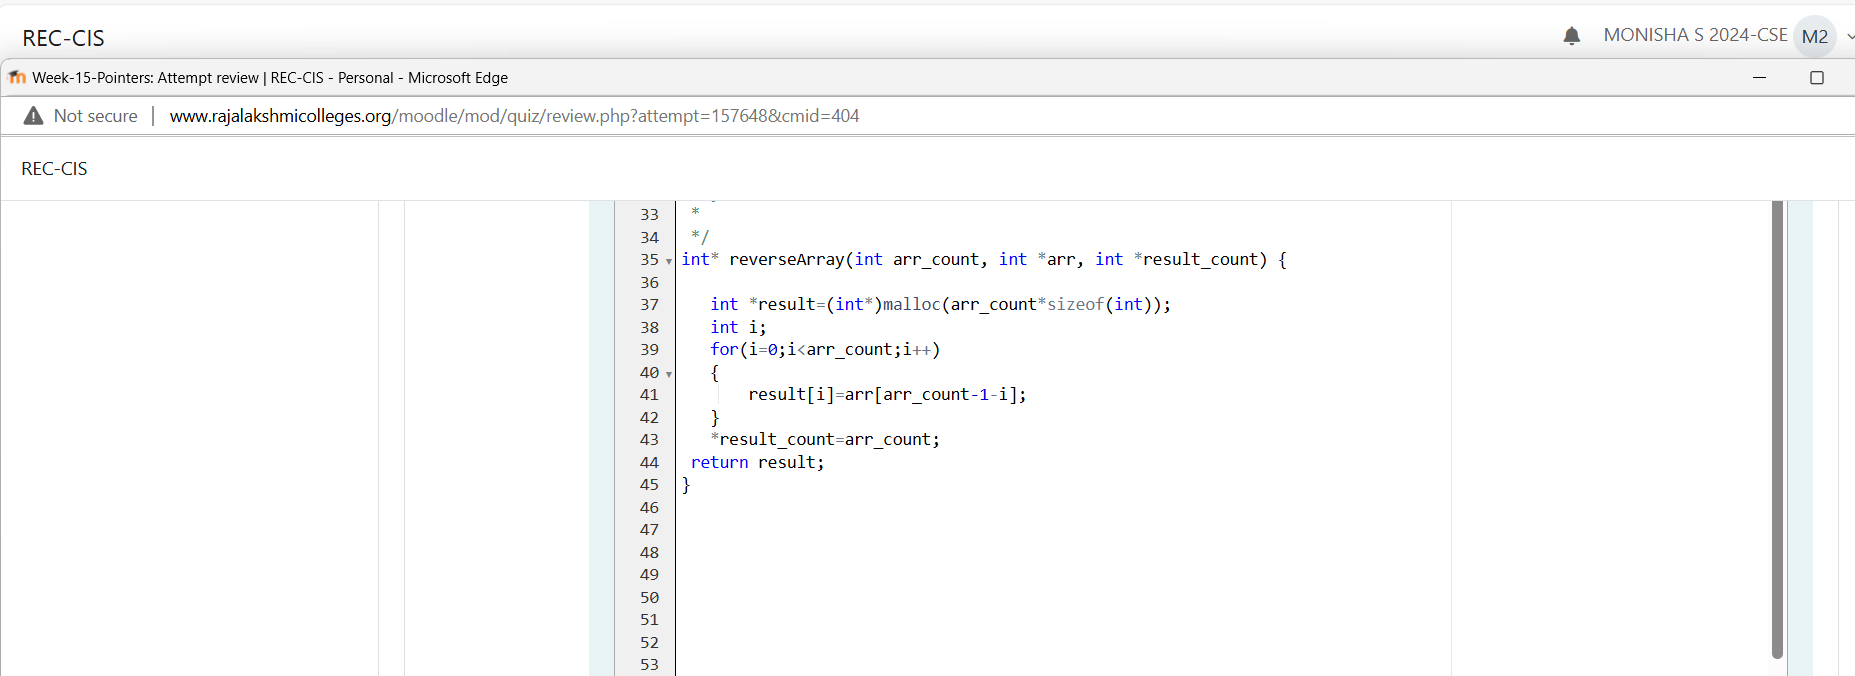 REC-CIS
MONISHA S 2024-CSE M2
Week-15-Pointers: Attempt review | REC-CIS - Personal - Microsoft Edge
Not secure | www.rajalakshmicolleges.org/moodle/mod/quiz/review.php?attempt=157648&cmid=404
REC-CIS
33 *
34 */
35 int* reverseArray(int arr_count, int *arr, int *result_count) {
36
37 int *result=(int*)malloc(arr_count*sizeof(int));
38 int i;
39 for(i=0;i<arr_count;i++)
40 {
41 result[i]=arr[arr_count-1-i];
42 }
43 *result_count=arr_count;
44 return result;
45 }
46
47
48
49
50
51
52
53